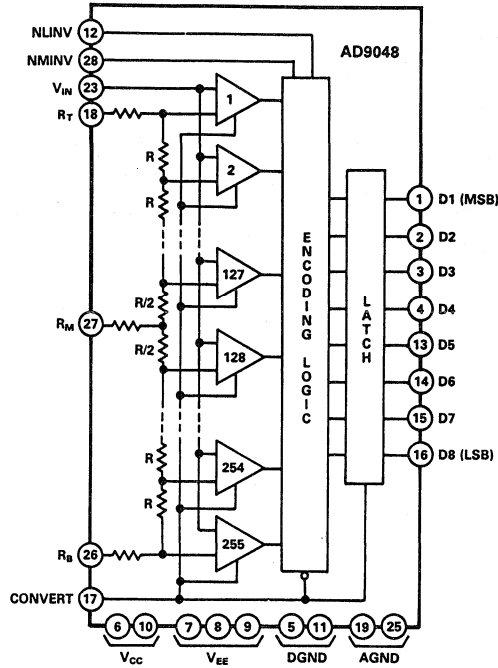 AD9048
NLINV 12
NMINV 28
VIN 23
RT 18
1
R
2
R
127
R/2
RM 27
R/2
128
R
254
R
255
RB 26
CONVERT 17
ENCODING LOGIC
LATCH
1 D1 (MSB)
2 D2
3 D3
4 D4
13 D5
14 D6
15 D7
16 D8 (LSB)
6 10 7 8 9 5 11 19 25
VCC VEE DGND AGND